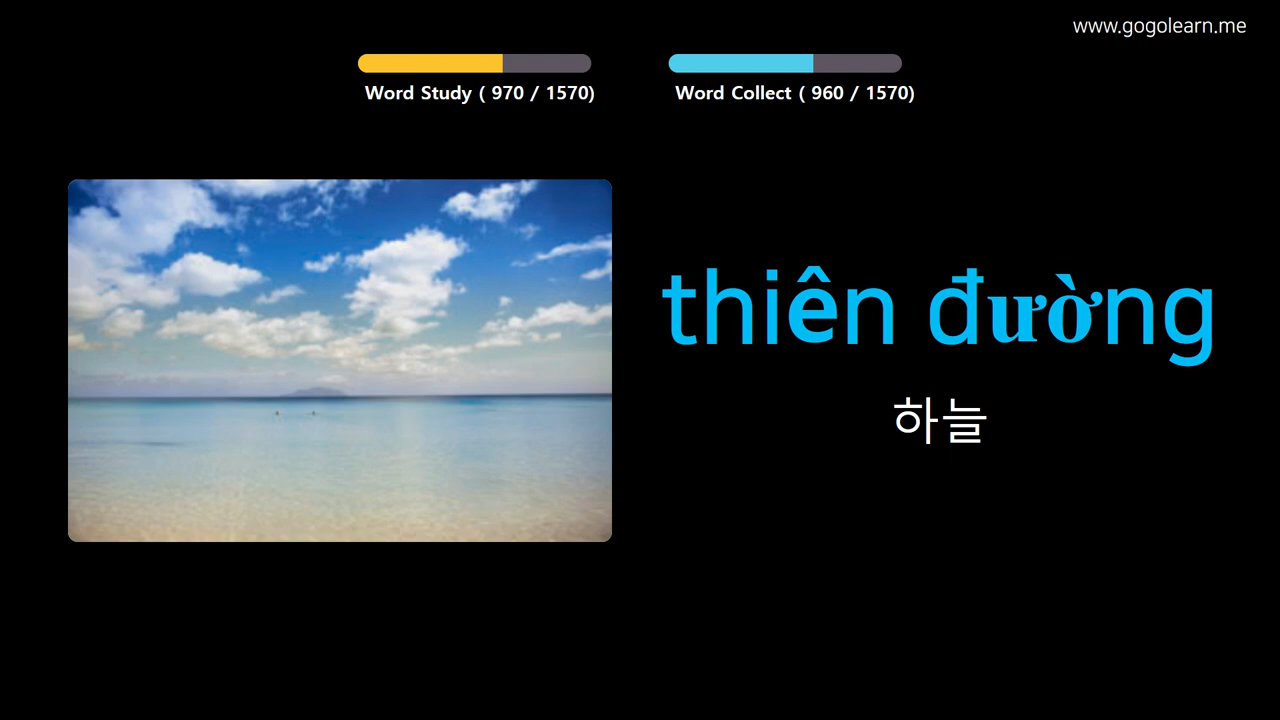 www.gogolearn.me
Word Study ( 970 / 1570)
Word Collect ( 960 / 1570)
thiên đường
하늘